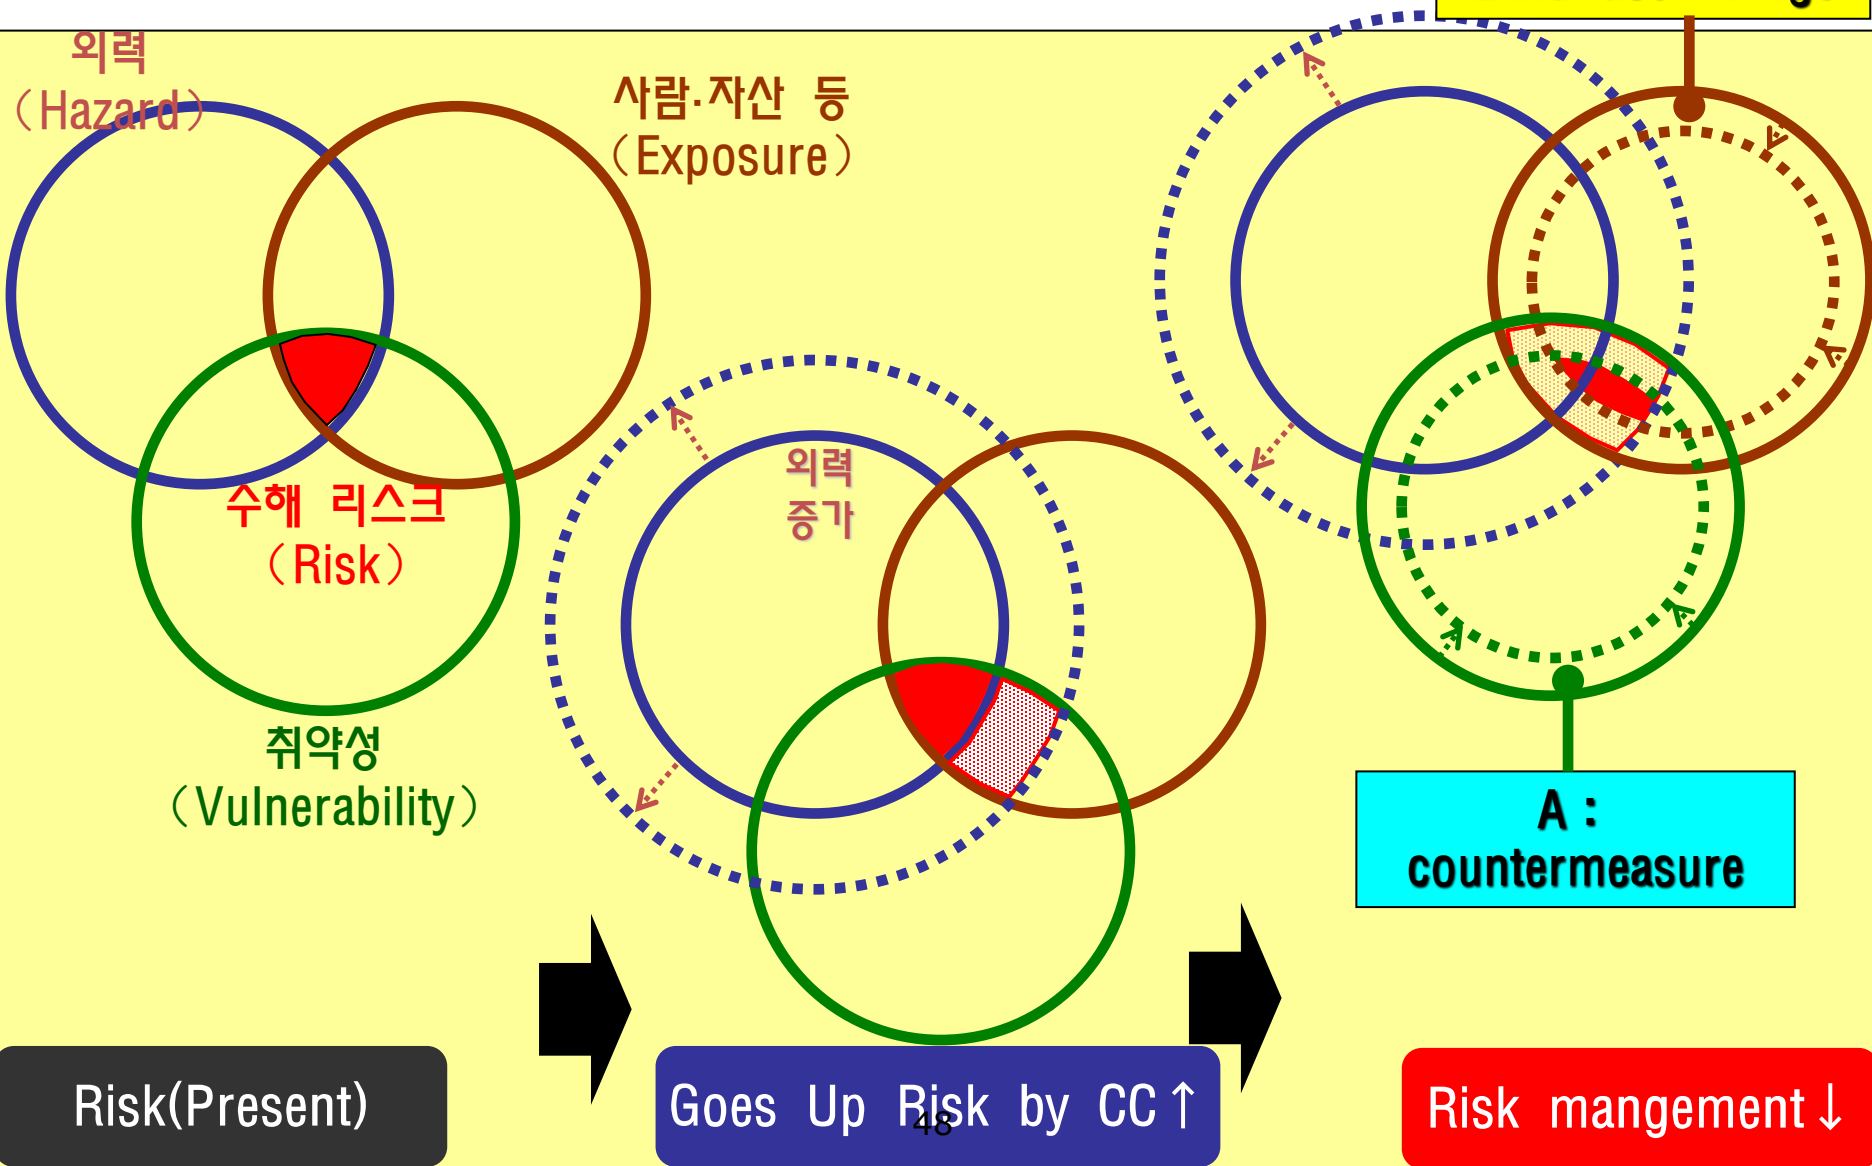 외력
(Hazard)
사람.자산 등
(Exposure)
수해 리스크
(Risk)
취약성
(Vulnerability)
외력
증가
A :
countermeasure
Risk(Present)
Goes Up Risk by CC↑
48
Risk mangement↓